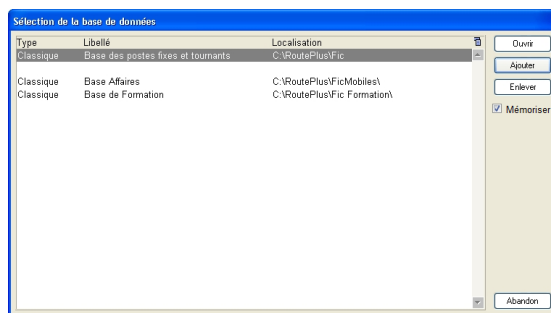 Sélection de la base de données
Type Libellé Localisation
Classique Base des postes fixes et tournants C:\RoutePlus\Fic
Classique Base Affaires C:\RoutePlus\FicMobiles\
Classique Base de Formation C:\RoutePlus\Fic Formation\
Ouvrir
Ajouter
Enlever
Mémoriser
Abandon